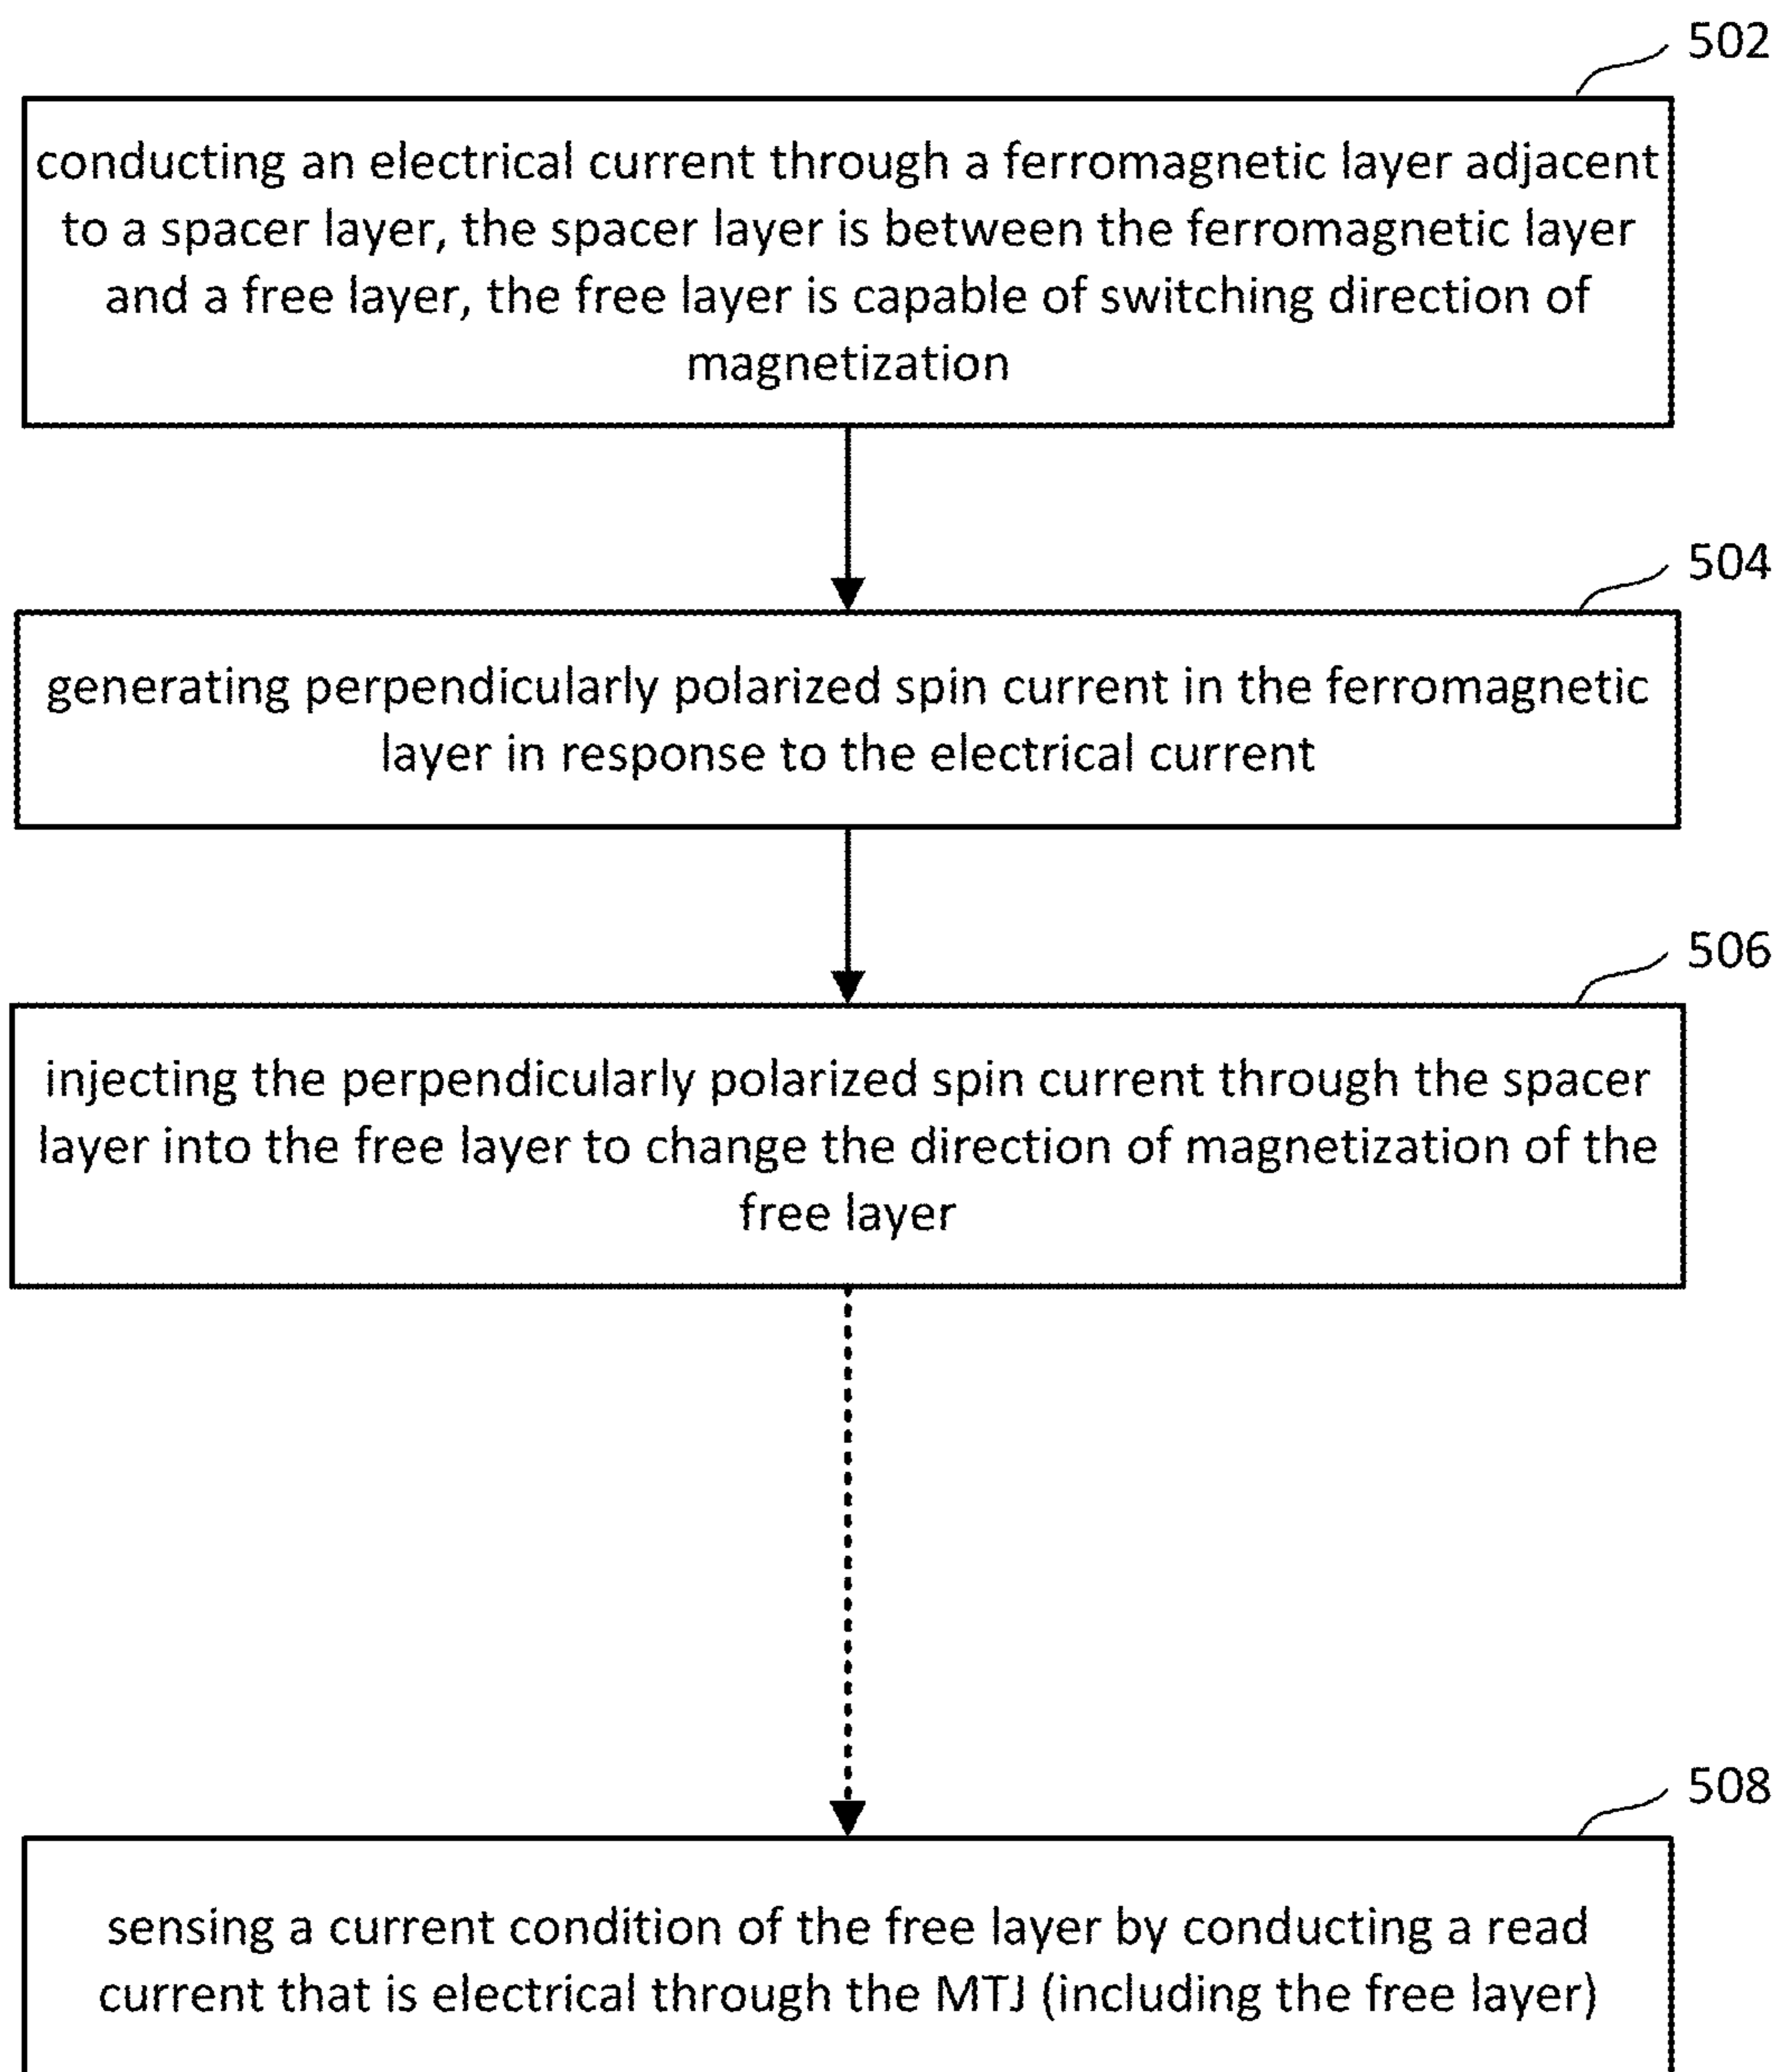 502
conducting an electrical current through a ferromagnetic layer adjacent
to a spacer layer, the spacer layer is between the ferromagnetic layer
and a free layer, the free layer is capable of switching direction of
magnetization
504
generating perpendicularly polarized spin current in the ferromagnetic
layer in response to the electrical current
506
injecting the perpendicularly polarized spin current through the spacer
layer into the free layer to change the direction of magnetization of the
free layer
508
sensing a current condition of the free layer by conducting a read
current that is electrical through the MTJ (including the free layer)